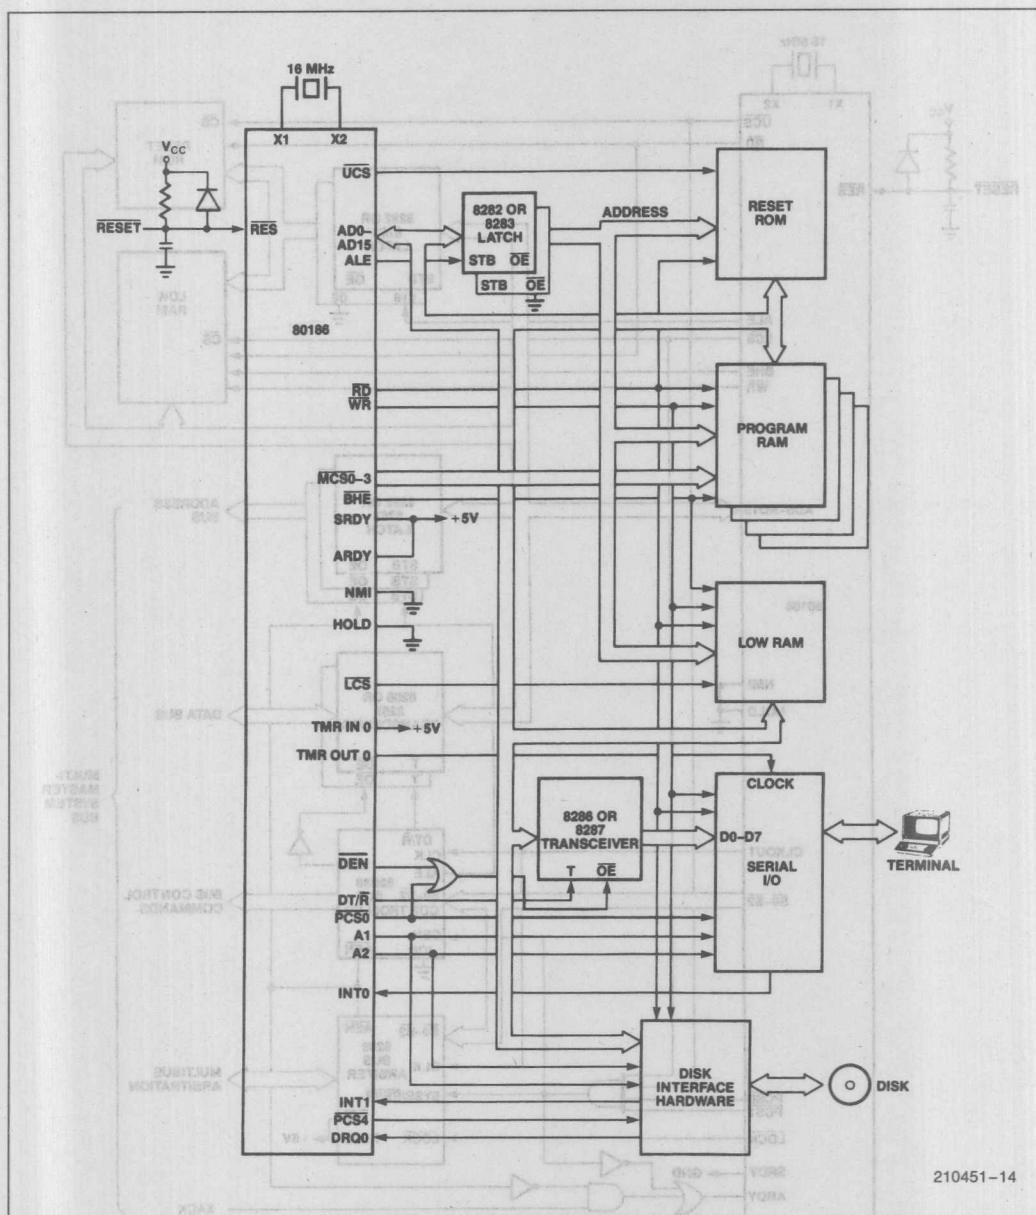 16 MHz
X1 X2
VCC
RESET
RES
80186
UCS
AD0–
AD15
ALE
RD
WR
MCS0–3
BHE
SRDY
+5V
ARDY
NMI
HOLD
LCS
TMR IN 0
+5V
TMR OUT 0
DEN
DT/R
PCS0
A1
A2
INT0
INT1
PCS4
DRQ0
8282 OR
8283
LATCH
STB OE
STB OE
ADDRESS
RESET
ROM
PROGRAM
RAM
LOW RAM
8286 OR
8287
TRANSCEIVER
T OE
CLOCK
D0–D7
SERIAL
I/O
TERMINAL
DISK
INTERFACE
HARDWARE
DISK
210451–14